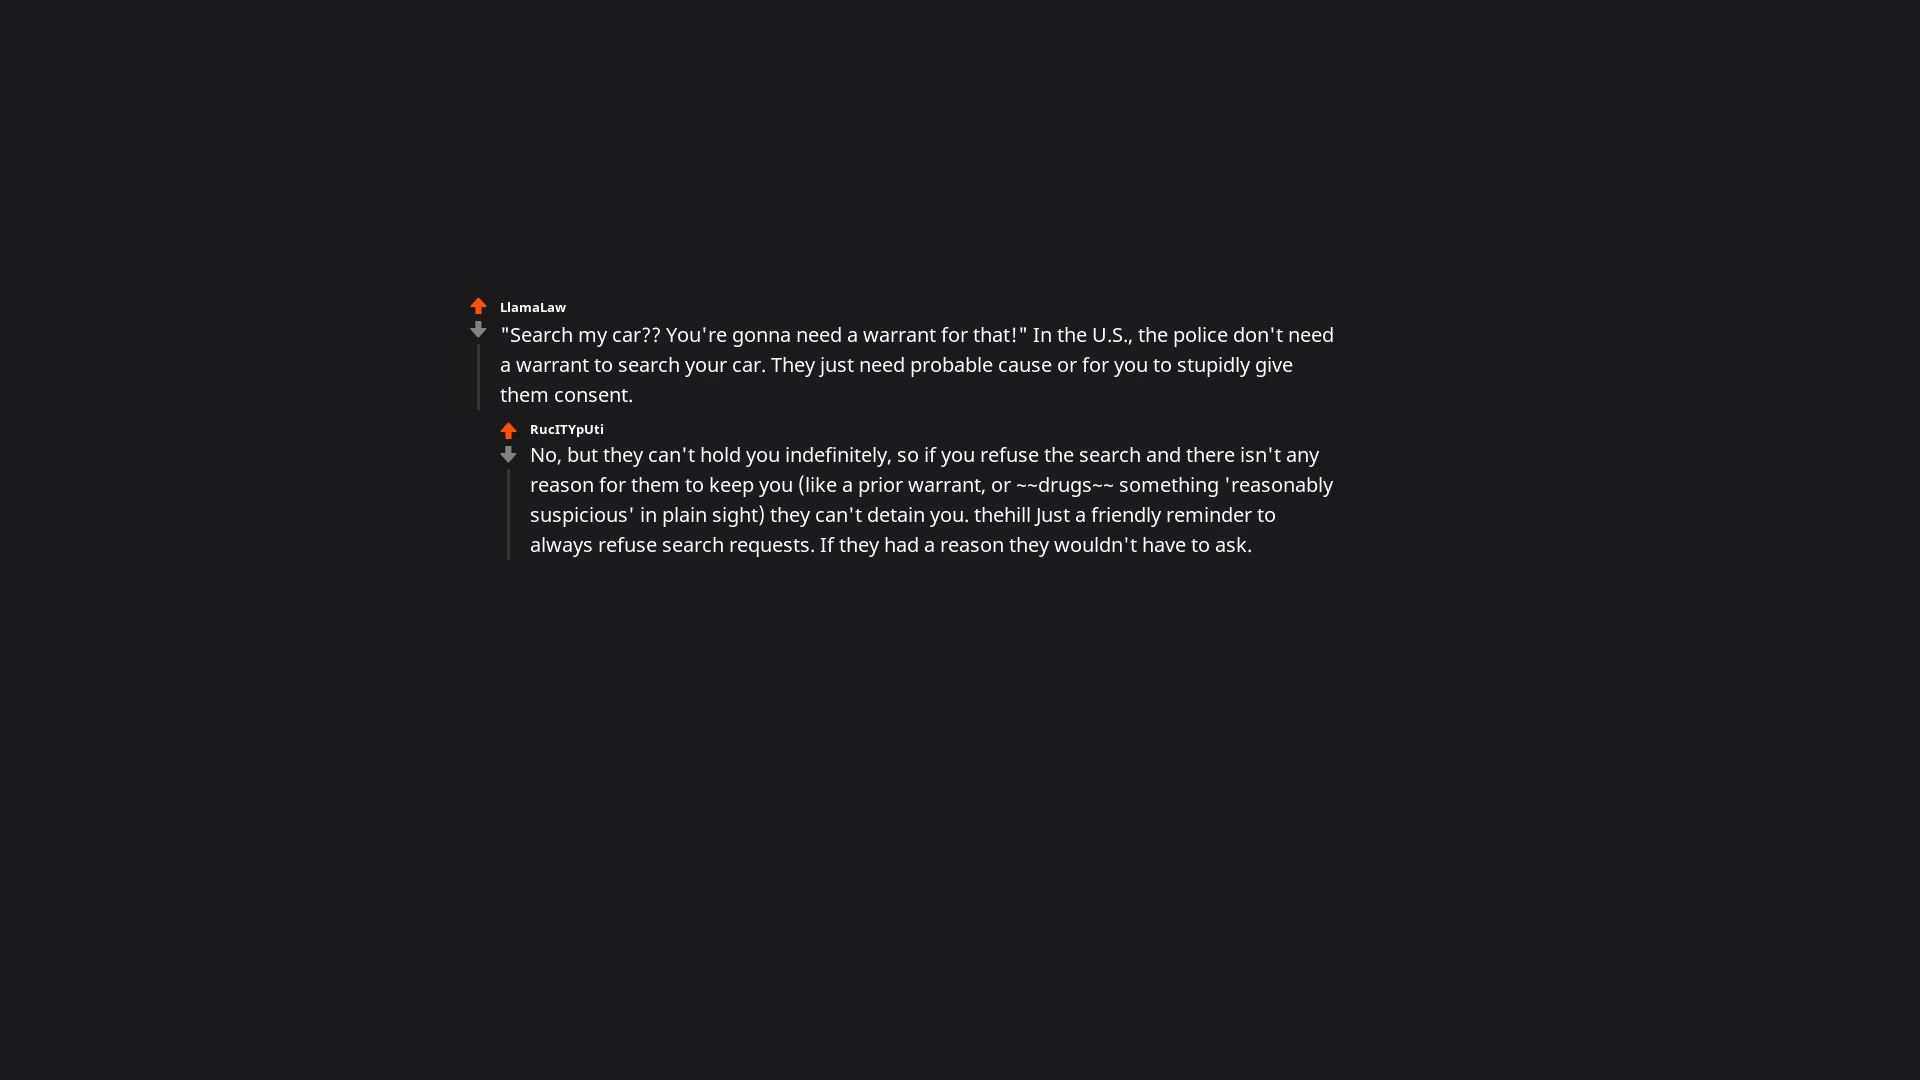 LlamaLaw
"Search my car?? You're gonna need a warrant for that!" In the U.S., the police don't need
a warrant to search your car. They just need probable cause or for you to stupidly give
them consent.
RucITYpUti
No, but they can't hold you indefinitely, so if you refuse the search and there isn't any
reason for them to keep you (like a prior warrant, or ~~drugs~~ something 'reasonably
suspicious' in plain sight) they can't detain you. thehill Just a friendly reminder to
always refuse search requests. If they had a reason they wouldn't have to ask.